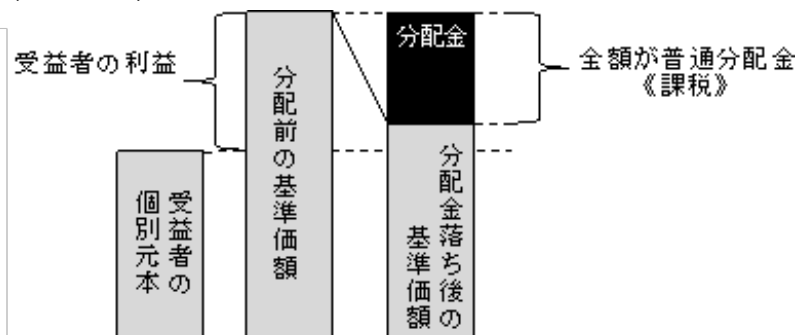 受益者の利益
分配前の基準価額
分配金
全額が普通分配金
《課税》
受益者の
個別元本
分配金落ち後の
基準価額